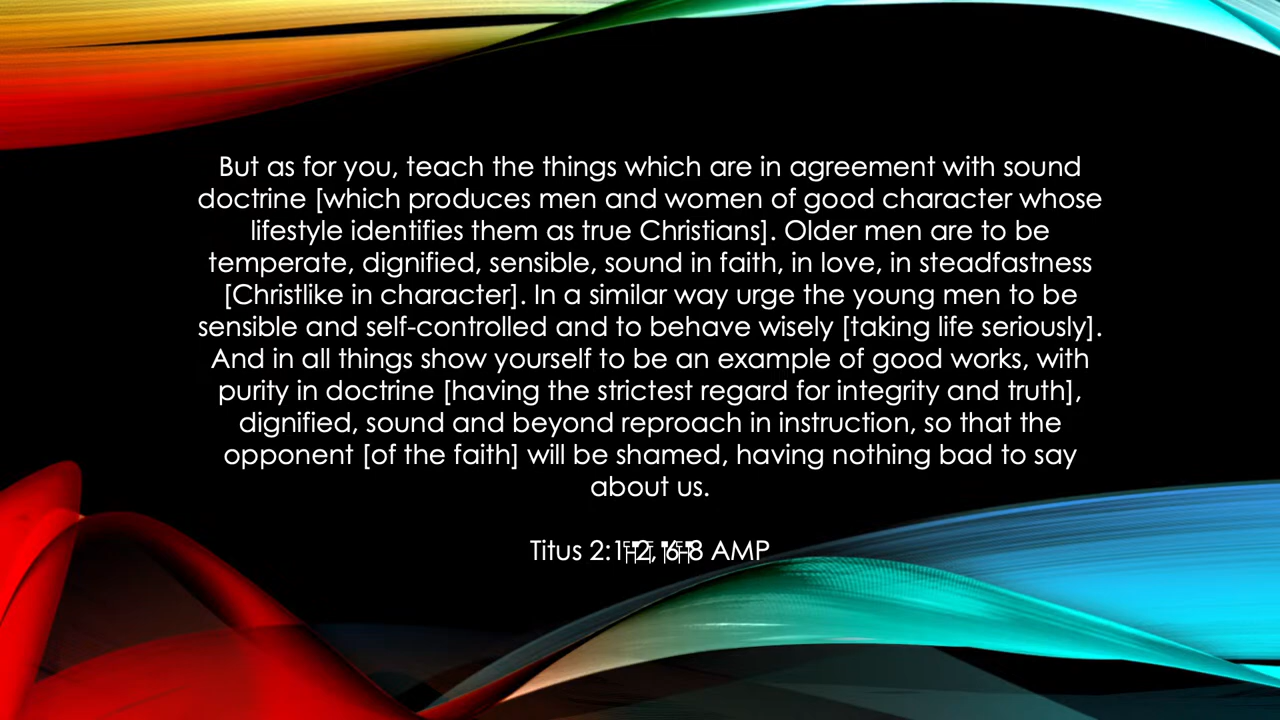 But as for you, teach the things which are in agreement with sound
doctrine [which produces men and women of good character whose
lifestyle identifies them as true Christians]. Older men are to be
temperate, dignified, sensible, sound in faith, in love, in steadfastness
[Christlike in character]. In a similar way urge the young men to be
sensible and self-controlled and to behave wisely [taking life seriously].
And in all things show yourself to be an example of good works, with
purity in doctrine [having the strictest regard for integrity and truth],
dignified, sound and beyond reproach in instruction, so that the
opponent [of the faith] will be shamed, having nothing bad to say
about us.
Titus 2:1-2, 6-8 AMP